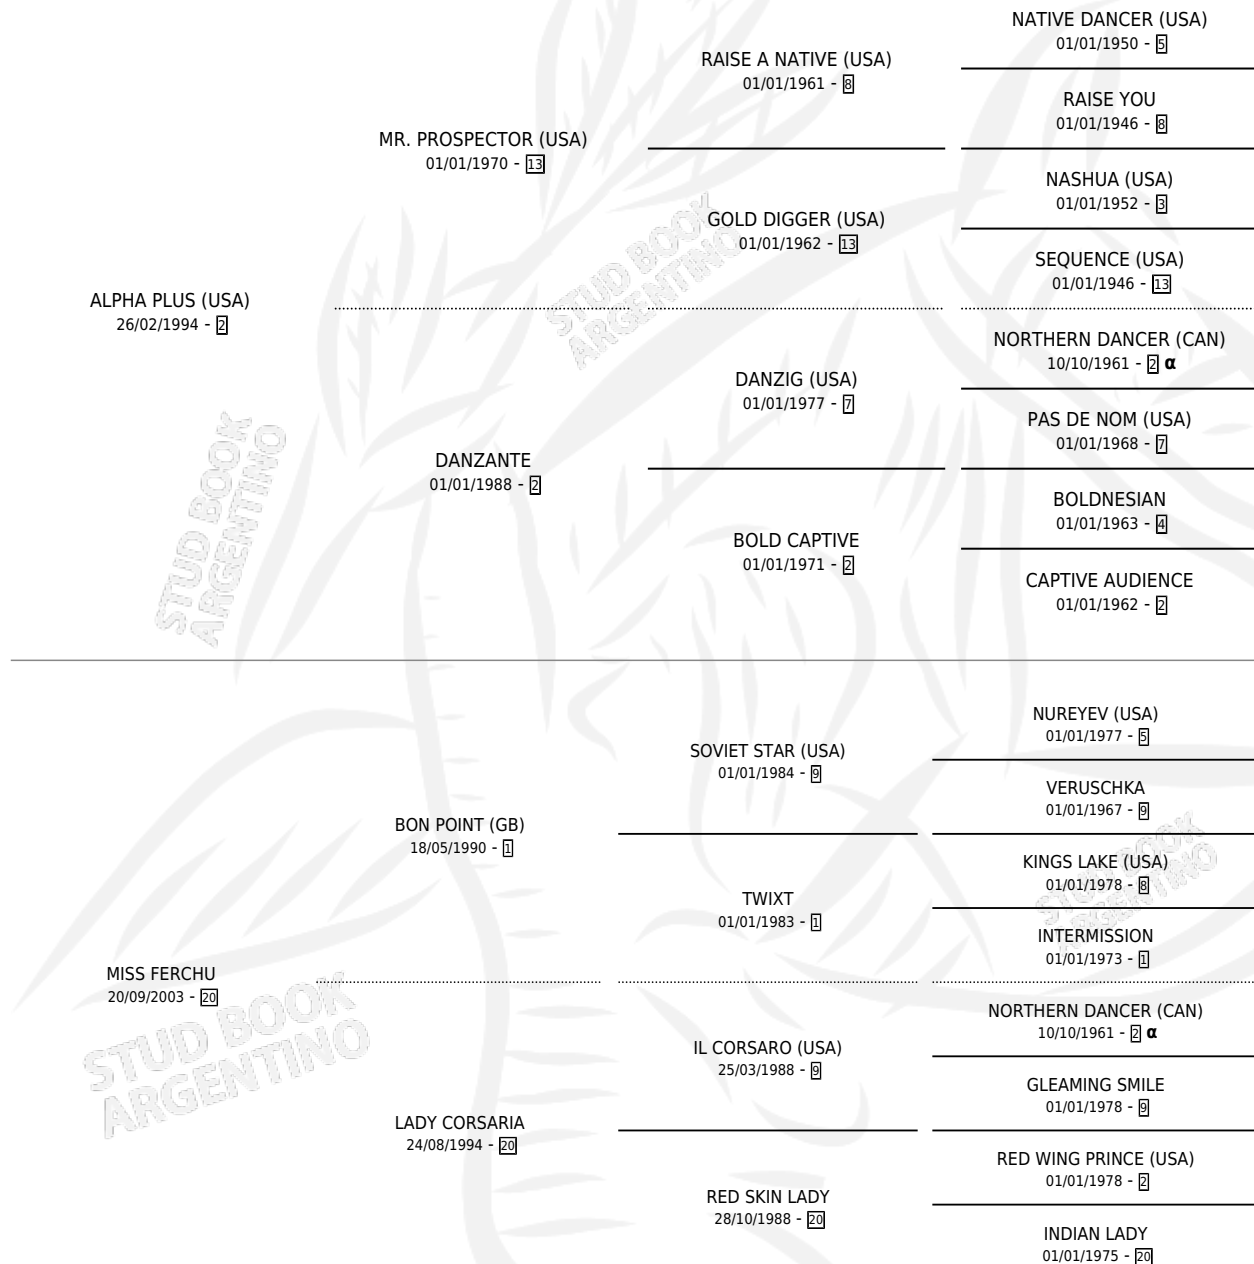 NATIVE DANCER (USA)
01/01/1950 - 5
RAISE A NATIVE (USA)
01/01/1961 - 8
RAISE YOU
01/01/1946 - 8
MR. PROSPECTOR (USA)
01/01/1970 - 13
NASHUA (USA)
01/01/1952 - 3
GOLD DIGGER (USA)
01/01/1962 - 13
SEQUENCE (USA)
01/01/1946 - 13
ALPHA PLUS (USA)
26/02/1994 - 2
NORTHERN DANCER (CAN)
10/10/1961 - 2 α
DANZIG (USA)
01/01/1977 - 7
PAS DE NOM (USA)
01/01/1968 - 7
DANZANTE
01/01/1988 - 2
BOLDNESIAN
01/01/1963 - 4
BOLD CAPTIVE
01/01/1971 - 2
CAPTIVE AUDIENCE
01/01/1962 - 2
NUREYEV (USA)
01/01/1977 - 5
SOVIET STAR (USA)
01/01/1984 - 9
VERUSCHKA
01/01/1967 - 9
BON POINT (GB)
18/05/1990 - 1
KINGS LAKE (USA)
01/01/1978 - 8
TWIXT
01/01/1983 - 1
INTERMISSION
01/01/1973 - 1
MISS FERCHU
20/09/2003 - 20
NORTHERN DANCER (CAN)
10/10/1961 - 2 α
IL CORSARO (USA)
25/03/1988 - 9
GLEAMING SMILE
01/01/1978 - 9
LADY CORSARIA
24/08/1994 - 20
RED WING PRINCE (USA)
01/01/1978 - 2
RED SKIN LADY
28/10/1988 - 20
INDIAN LADY
01/01/1975 - 20
STUD BOOK
ARGENTINO
STUD BOOK
ARGENTINO
STUD BOOK
ARGENTINO
STUD BOOK
ARGENTINO